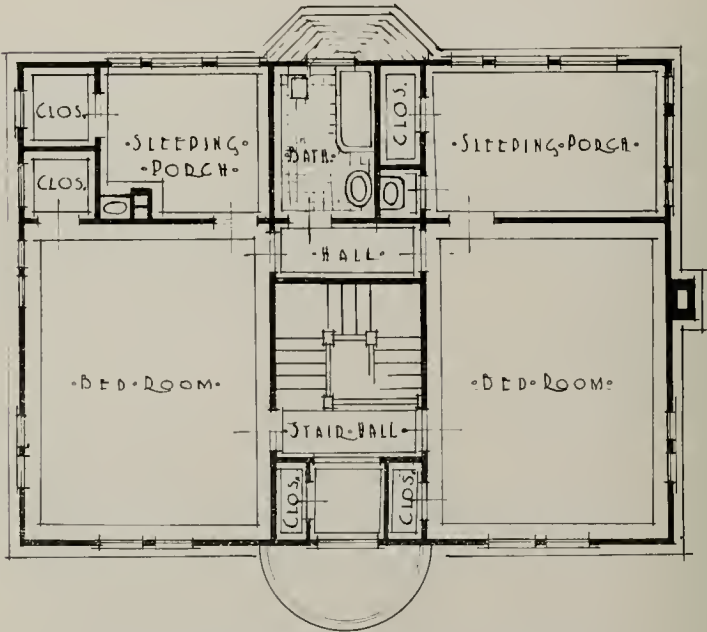 CLOS.
CLOS.
·SLEEPING·
·PORCH·
·BATH·
CLOS.
·SLEEPING·PORCH·
·HALL·
·BED·ROOM·
·BED·ROOM·
·STAIR·HALL·
CLOS.
CLOS.